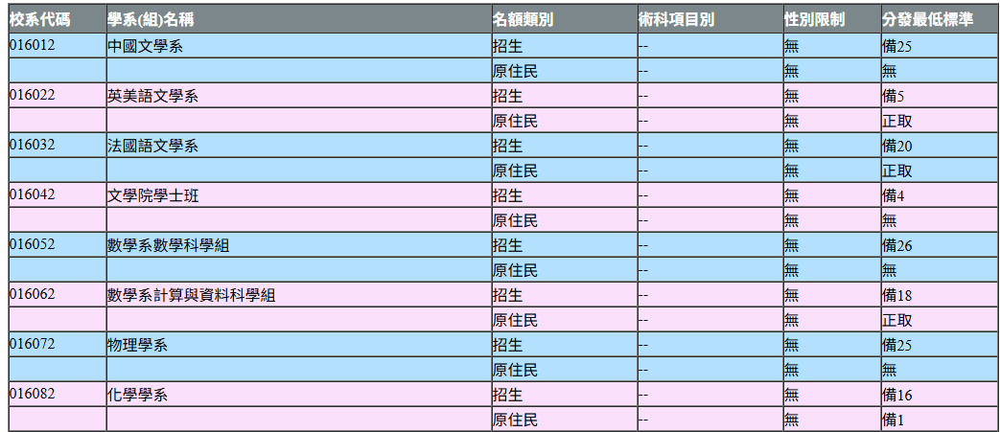 校系代碼 學系(組)名稱 名額類別 術科項目別 性別限制 分發最低標準
016012 中國文學系 招生 -- 無 備25
原住民 -- 無 無
016022 英美語文學系 招生 -- 無 備5
原住民 -- 無 正取
016032 法國語文學系 招生 -- 無 備20
原住民 -- 無 正取
016042 文學院學士班 招生 -- 無 備4
原住民 -- 無 無
016052 數學系數學科學組 招生 -- 無 備26
原住民 -- 無 無
016062 數學系計算與資料科學組 招生 -- 無 備18
原住民 -- 無 正取
016072 物理學系 招生 -- 無 備25
原住民 -- 無 無
016082 化學學系 招生 -- 無 備16
原住民 -- 無 備1